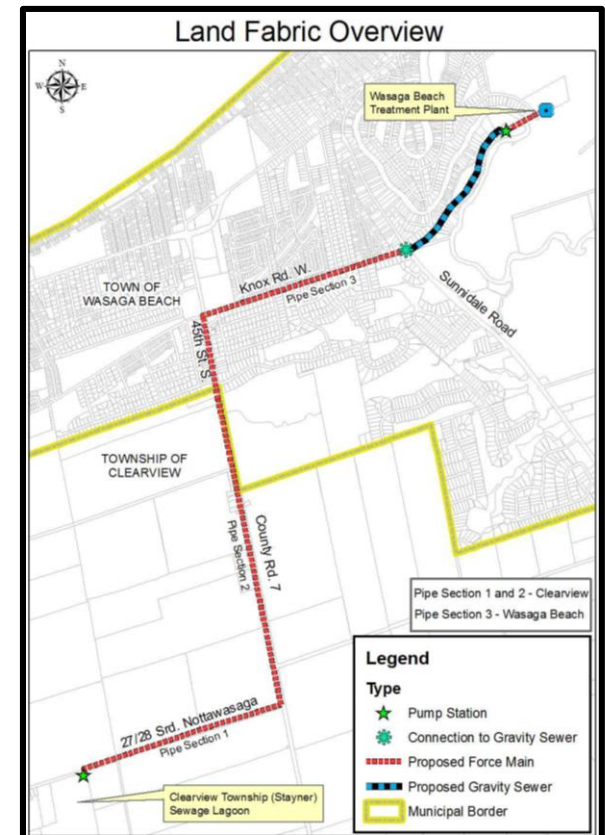 Land Fabric Overview
N
W E
S
Wasaga Beach
Treatment Plant
TOWN OF
WASAGA BEACH
Knox Rd. W.
Pipe Section 3
Sunnidale Road
45th St. S.
TOWNSHIP OF
CLEARVIEW
County Rd. 7
Pipe Section 2
Pipe Section 1 and 2 - Clearview
Pipe Section 3 - Wasaga Beach
27/28 Srd. Nottawasaga
Pipe Section 1
Clearview Township (Stayner)
Sewage Lagoon
Legend
Type
Pump Station
Connection to Gravity Sewer
Proposed Force Main
Proposed Gravity Sewer
Municipal Border